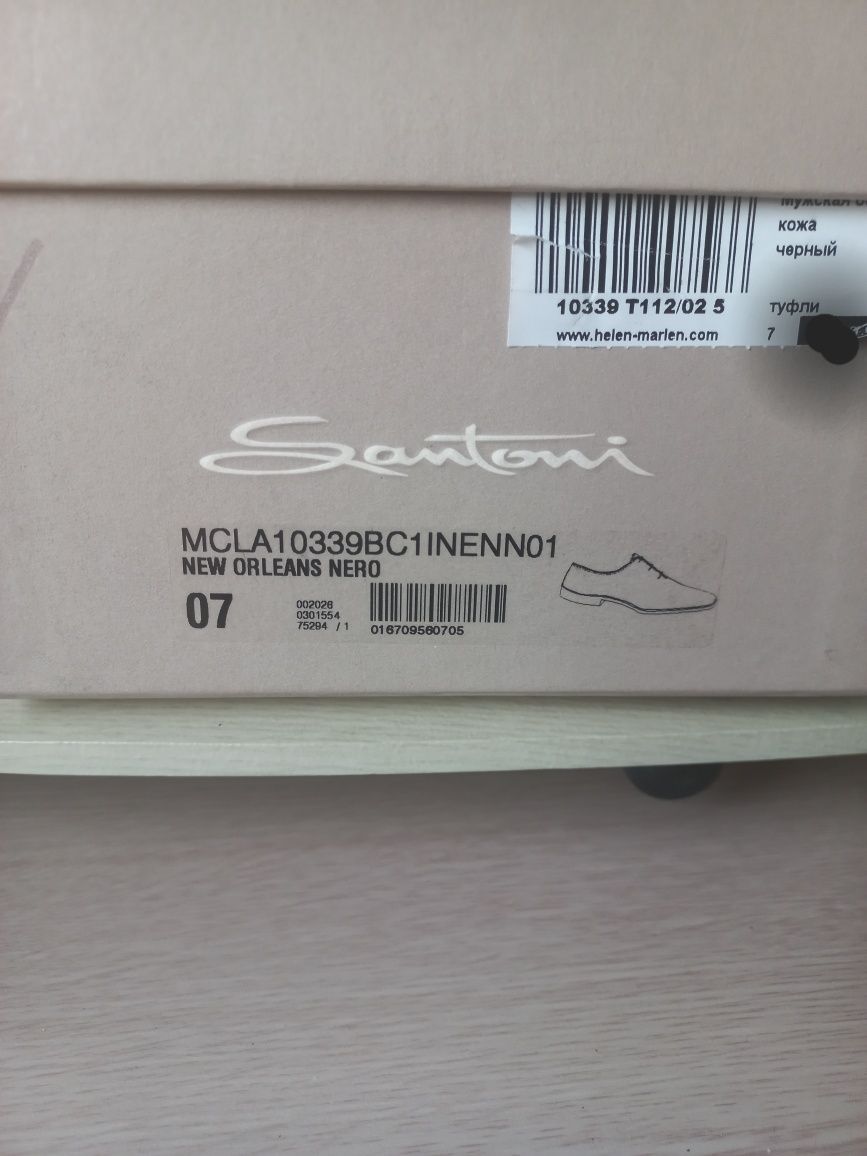 Мужская
кожа
черный
10339 T112/02 5
туфли
www.helen-marlen.com
7
Santoni
MCLA10339BC1INENN01
NEW ORLEANS NERO
07
002026
0301554
75294 / 1
016709560705